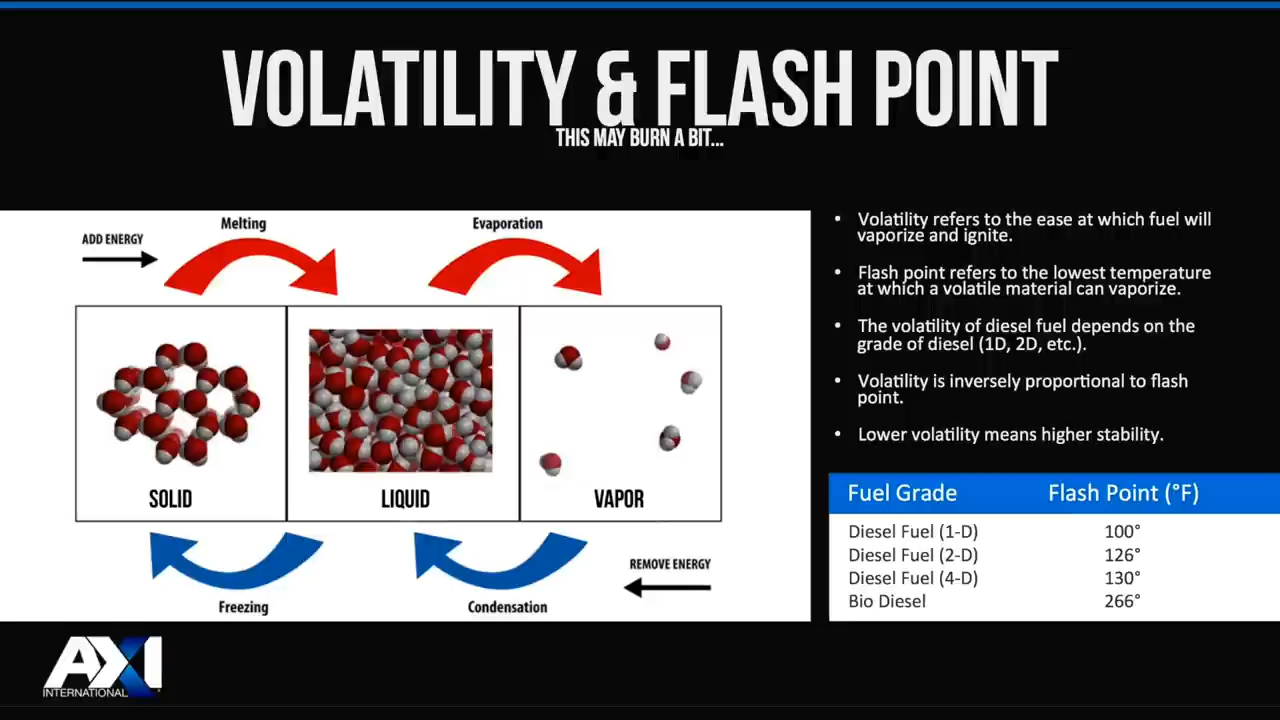 VOLATILITY & FLASH POINT
THIS MAY BURN A BIT...
Melting
Evaporation
ADD ENERGY
SOLID
LIQUID
VAPOR
REMOVE ENERGY
Freezing
Condensation
• Volatility refers to the ease at which fuel will
vaporize and ignite.
• Flash point refers to the lowest temperature
at which a volatile material can vaporize.
• The volatility of diesel fuel depends on the
grade of diesel (1D, 2D, etc.).
• Volatility is inversely proportional to flash
point.
• Lower volatility means higher stability.
Fuel Grade Flash Point (°F)
Diesel Fuel (1-D) 100°
Diesel Fuel (2-D) 126°
Diesel Fuel (4-D) 130°
Bio Diesel 266°
AXI
INTERNATIONAL